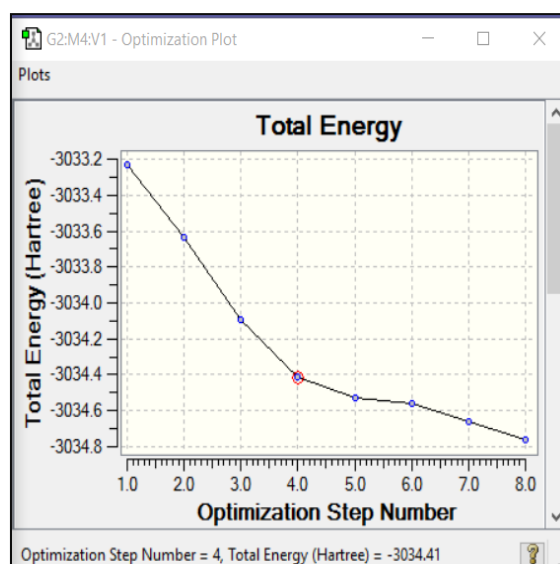 G2:M4:V1 - Optimization Plot
Plots
Total Energy
Total Energy (Hartree)
-3033.2
-3033.4
-3033.6
-3033.8
-3034.0
-3034.2
-3034.4
-3034.6
-3034.8
1.0 2.0 3.0 4.0 5.0 6.0 7.0 8.0
Optimization Step Number
Optimization Step Number = 4, Total Energy (Hartree) = -3034.41
?